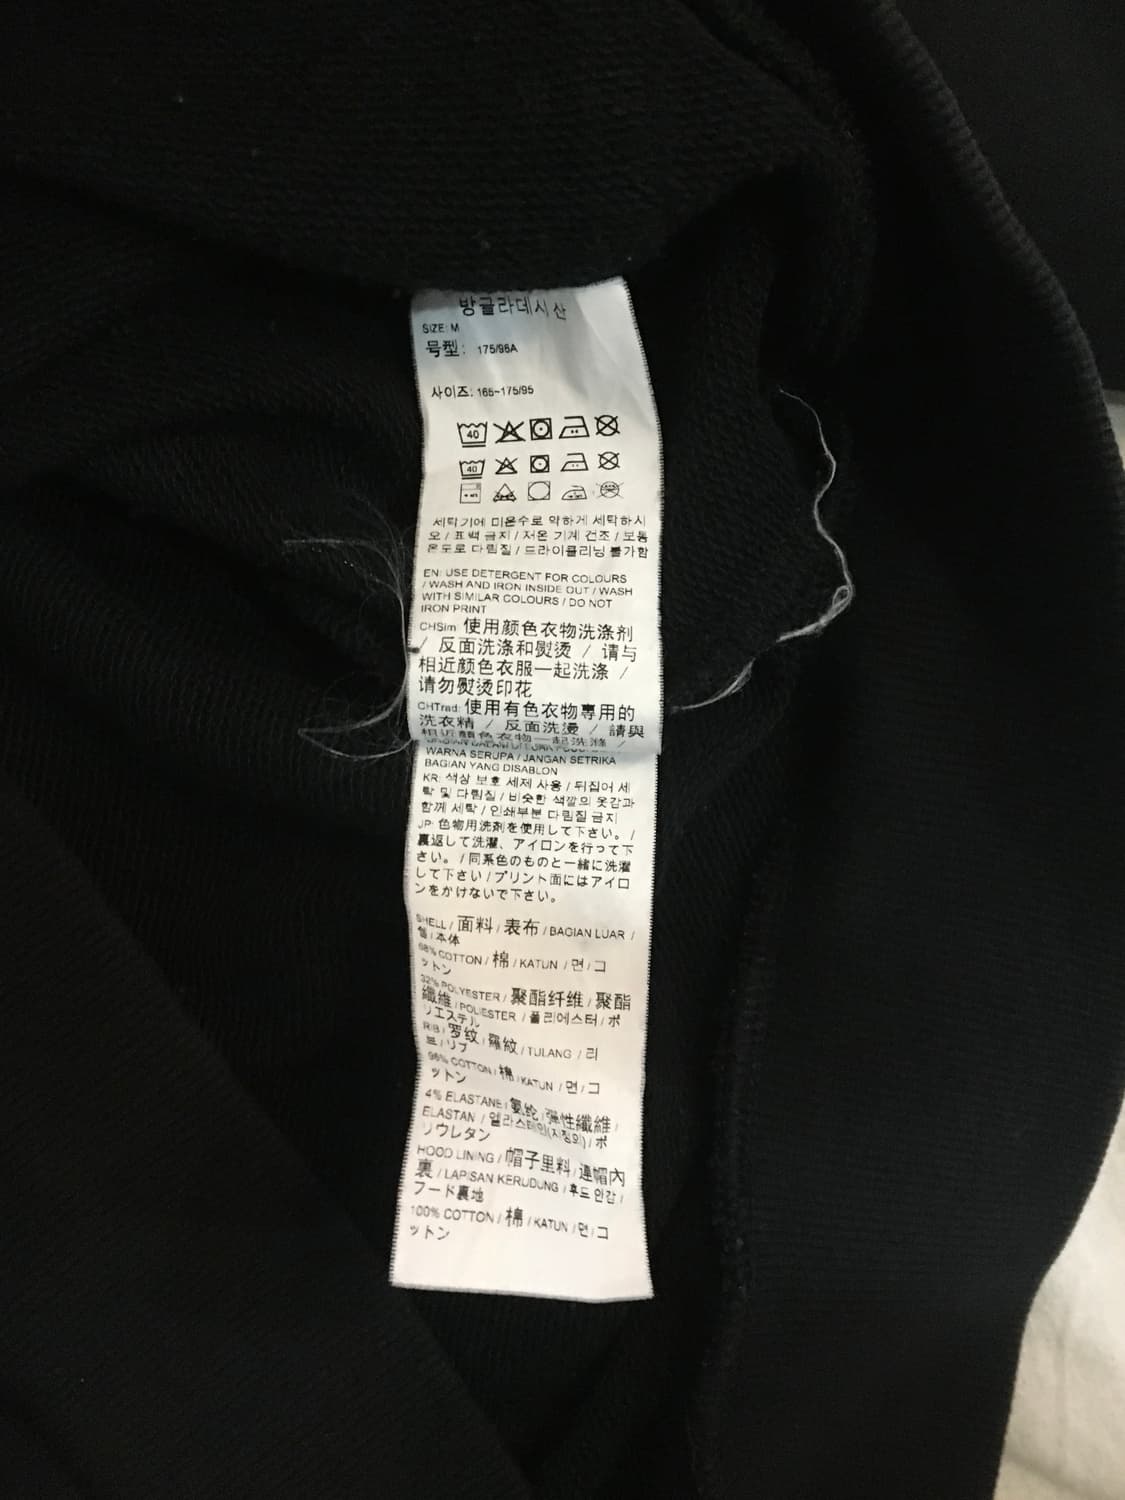 방글라데시산
SIZE: M
号型: 175/96A
사이즈: 165~175/95
40
40
세탁기에 미온수로 약하게 세탁하시
오 / 표백 금지 / 저온 기계 건조 / 보통
온도로 다림질 / 드라이클리닝 불가함
EN: USE DETERGENT FOR COLOURS
/ WASH AND IRON INSIDE OUT / WASH
WITH SIMILAR COLOURS / DO NOT
IRON PRINT
CHSim: 使用颜色衣物洗涤剂
/ 反面洗涤和熨烫 / 请与
相近颜色衣服一起洗涤 /
请勿熨烫印花
CHTrad: 使用有色衣物專用的
洗衣精 / 反面洗燙 / 請與
相近顏色衣物一起洗滌 /
WARNA SERUPA / JANGAN SETRIKA
BAGIAN YANG DISABLON
KR: 색상 보호 세제 사용 / 뒤집어 세
탁 및 다림질 / 비슷한 색깔의 옷감과
함께 세탁 / 인쇄부분 다림질 금지
JP: 色物用洗剤を使用して下さい。 /
裏返して洗濯、アイロンを行って下
さい。 / 同系色のものと一緒に洗濯
して下さい / プリント面にはアイロ
ンをかけないで下さい。
SHELL / 面料 / 表布 / BAGIAN LUAR /
쉘 / 本体
68% COTTON / 棉 / KATUN / 면 / コ
ットン
32% POLYESTER / 聚酯纤维 / 聚酯
纖維 / POLIESTER / 폴리에스터 / ポ
リエステル
RIB / 罗纹 / 羅紋 / TULANG / 리
브 / リブ
96% COTTON / 棉 / KATUN / 면 / コ
ットン
4% ELASTANE / 氨纶 / 弹性纖維 /
ELASTAN / 엘라스테인(지정외) / ポ
リウレタン
HOOD LINING / 帽子里料 / 連帽內
裏 / LAPISAN KERUDUNG / 후드 안감 /
フード裏地
100% COTTON / 棉 / KATUN / 면 / コ
ットン